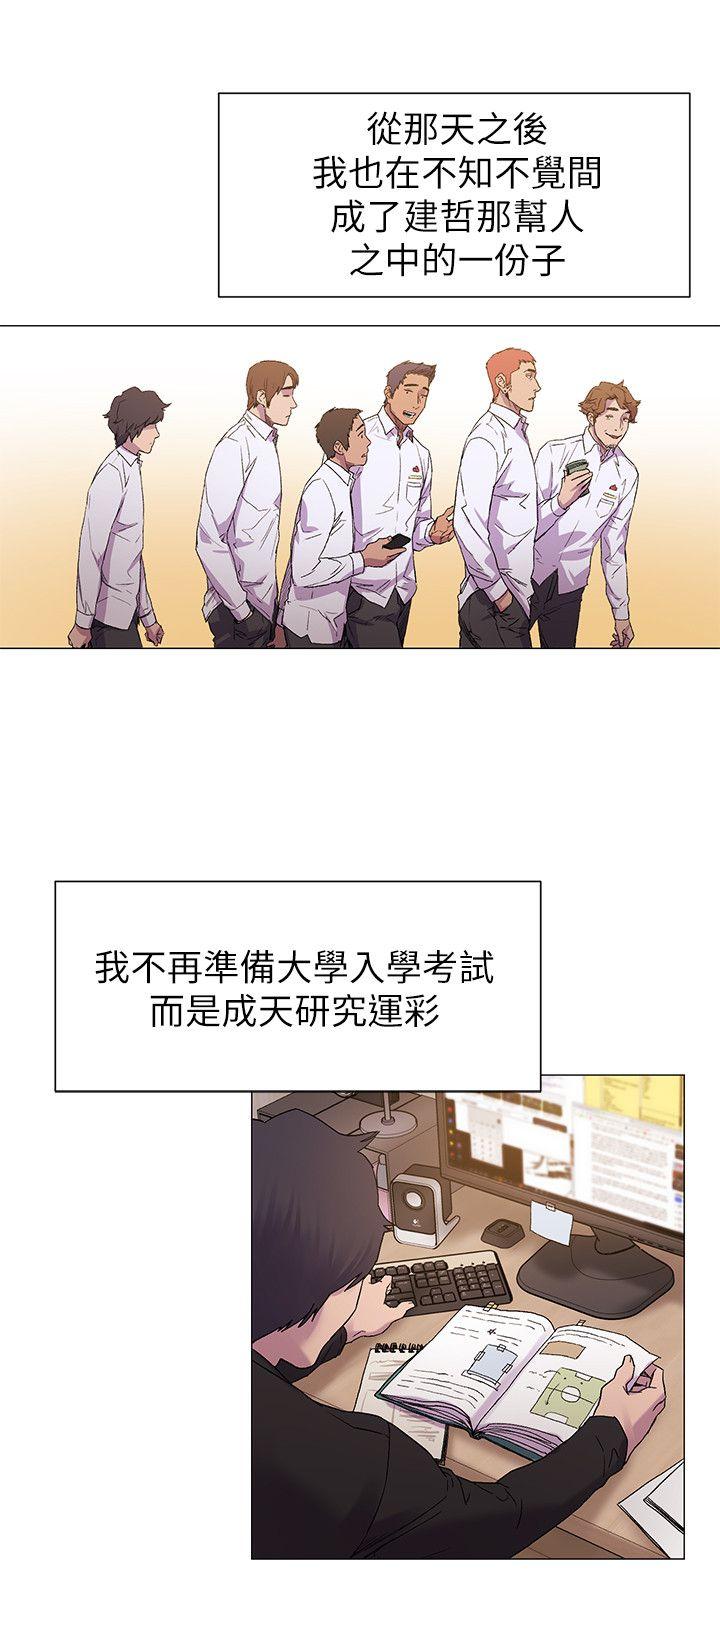 從那天之後
我也在不知不覺間
成了建哲那幫人
之中的一份子
我不再準備大學入學考試
而是成天研究運彩